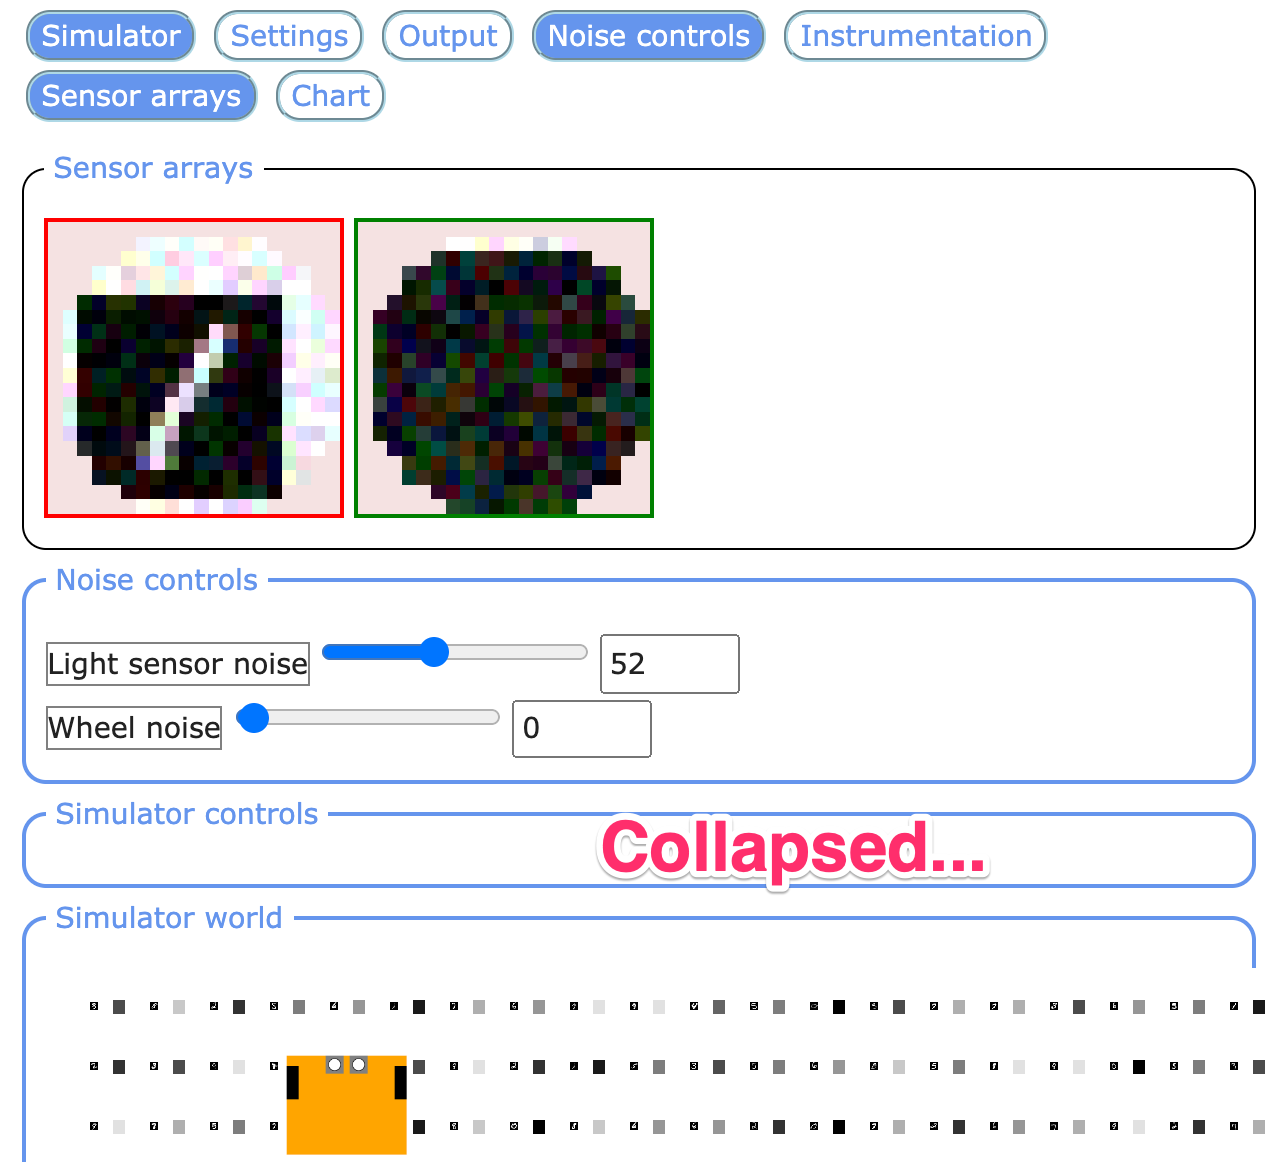 Simulator Settings Output Noise controls Instrumentation
Sensor arrays Chart
Sensor arrays
Noise controls
Light sensor noise 52
Wheel noise 0
Simulator controls
Collapsed...
Simulator world